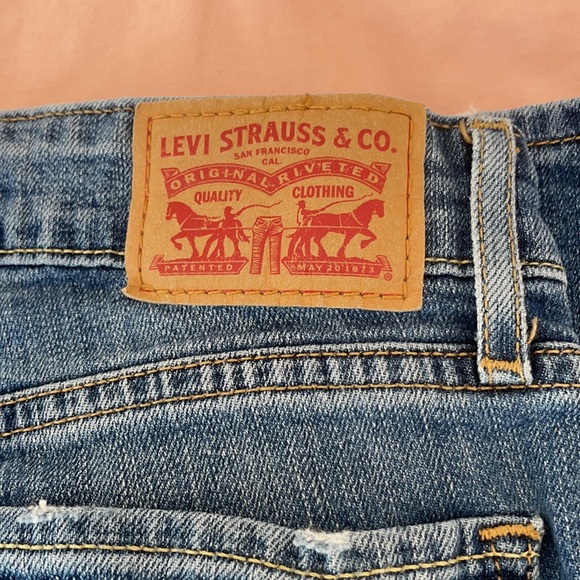 LEVI STRAUSS & CO.
SAN FRANCISCO
CAL.
ORIGINAL RIVETED
QUALITY CLOTHING
PATENTED MAY 20 1873
®